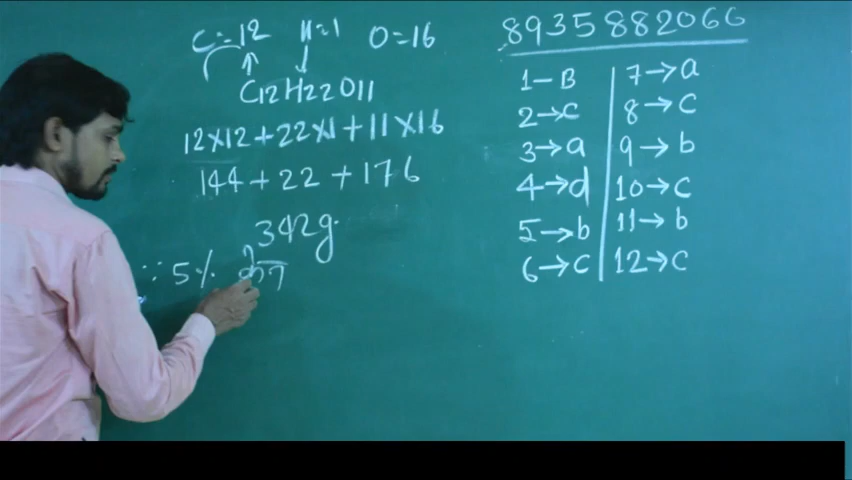 C=12 H=1 O=16
C12H22O11
12×12+22×1+11×16
144+22+176
342g.
∵ 5%
8935882066
1-B
2→c
3→a
4→d
5→b
6→c
7→a
8→c
9→b
10→c
11→b
12→c